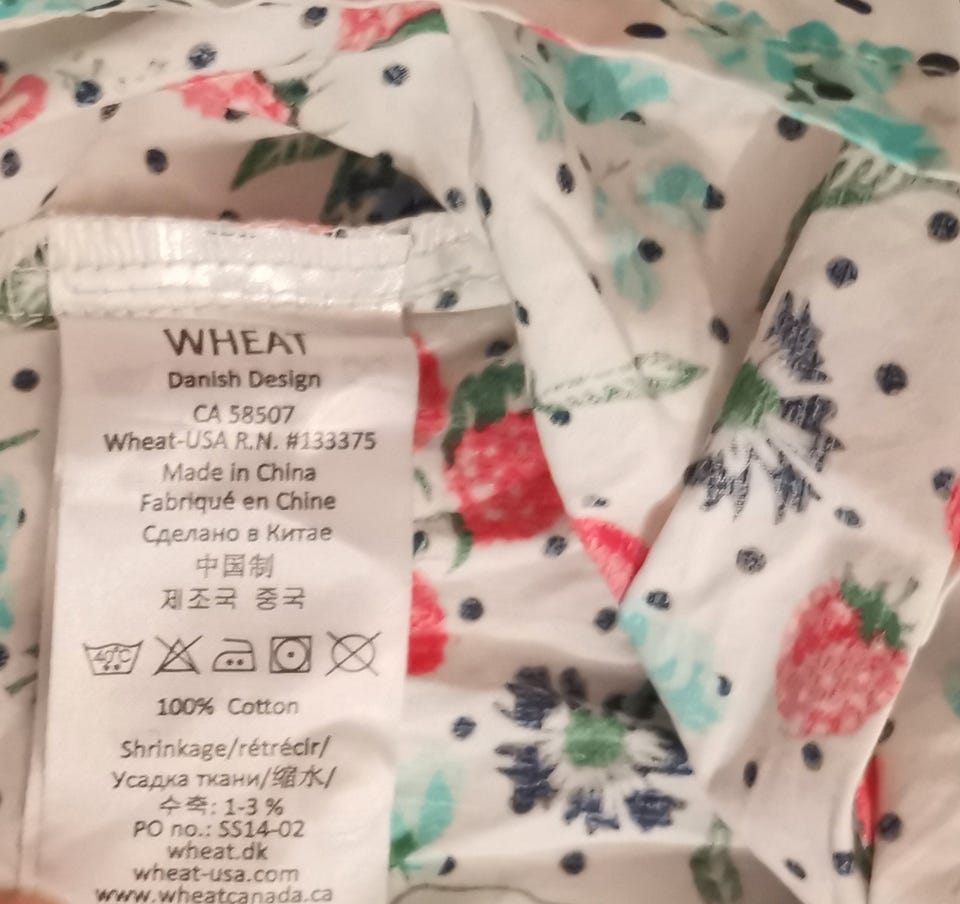 WHEAT
Danish Design
CA 58507
Wheat-USA R.N. #133375
Made in China
Fabriqué en Chine
Сделано в Китае
中国制
제조국 중국
40°C
100% Cotton
Shrinkage/rétrécir/
Усадка ткани/缩水/
수축: 1-3 %
PO no.: SS14-02
wheat.dk
wheat-usa.com
www.wheatcanada.ca